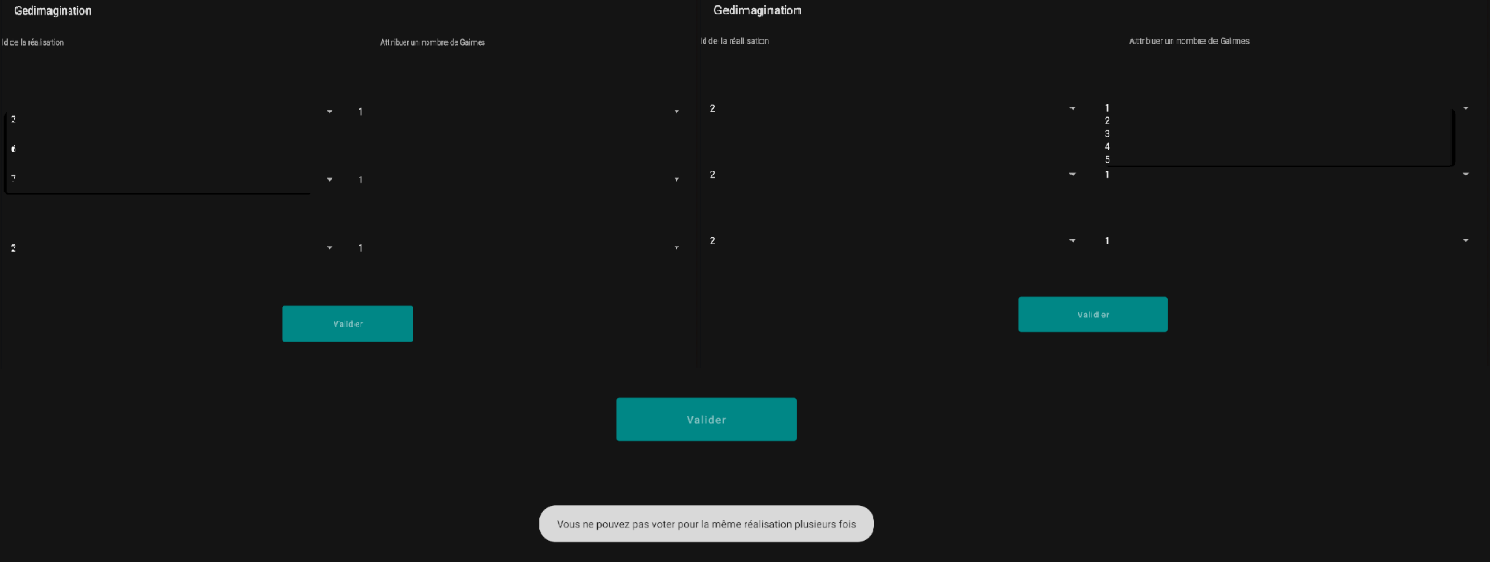 Gedimagination
Id de la réalisation
Attribuer un nombre de Gaimes
2
6
7
1
1
2
1
Valider
Gedimagination
Id de la réalisation
Attribuer un nombre de Gaimes
2
1
2
3
4
5
2
1
2
1
Valider
Valider
Vous ne pouvez pas voter pour la même réalisation plusieurs fois